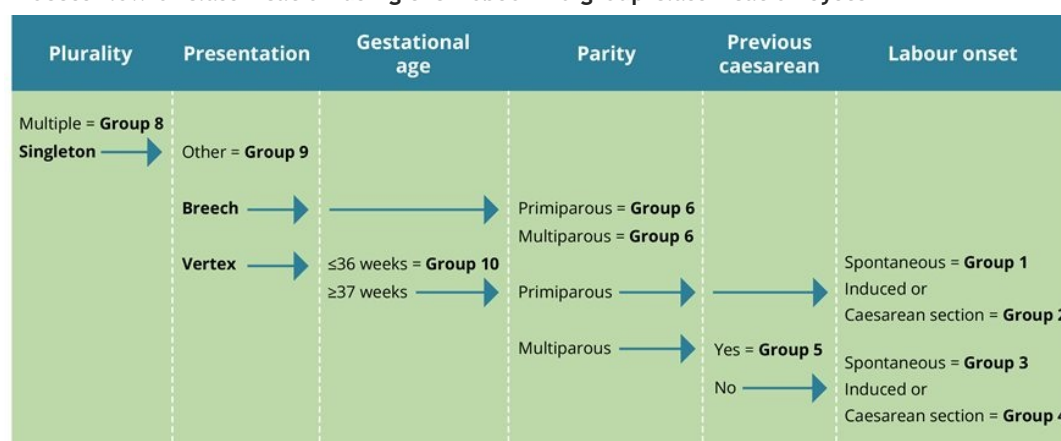 Plurality
Presentation
Gestational
age
Parity
Previous
caesarean
Labour onset
Multiple = Group 8
Singleton
Other = Group 9
Breech
Primiparous = Group 6
Multiparous = Group 6
Vertex
≤36 weeks = Group 10
≥37 weeks
Primiparous
Spontaneous = Group 1
Induced or
Caesarean section = Group 2
Multiparous
Yes = Group 5
No
Spontaneous = Group 3
Induced or
Caesarean section = Group 4